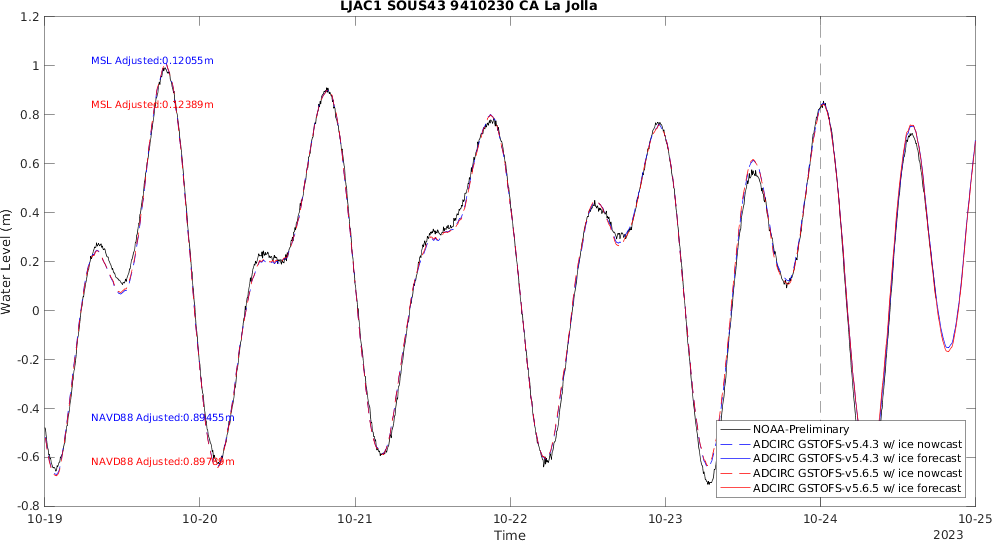 LJAC1 SOUS43 9410230 CA La Jolla
1.2
1
0.8
0.6
0.4
0.2
0
-0.2
-0.4
-0.6
-0.8
Water Level (m)
MSL Adjusted:0.12055m
MSL Adjusted:0.12389m
NAVD88 Adjusted:0.89455m
NOAA-Preliminary
ADCIRC GSTOFS-v5.4.3 w/ ice nowcast
ADCIRC GSTOFS-v5.4.3 w/ ice forecast
ADCIRC GSTOFS-v5.6.5 w/ ice nowcast
ADCIRC GSTOFS-v5.6.5 w/ ice forecast
NAVD88
10-19
10-20
10-21
10-22
10-23
10-24
10-25
Time
2023